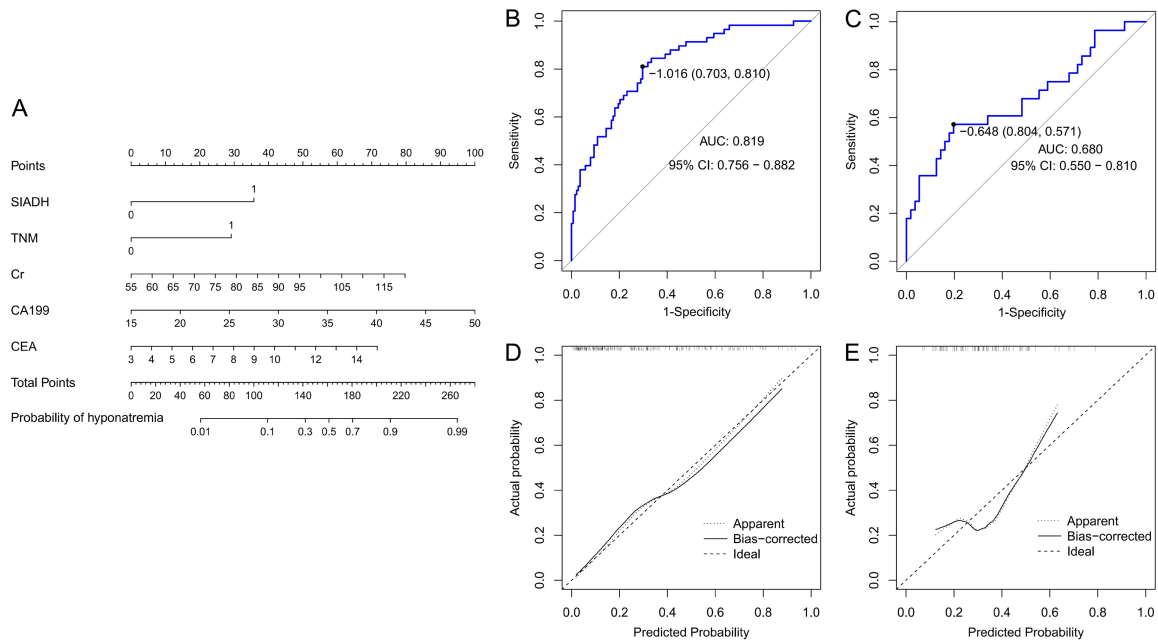 A
Points
0 10 20 30 40 50 60 70 80 90 100
SIADH
0 1
TNM
0 1
Cr
55 60 65 70 75 80 85 90 95 105 115
CA199
15 20 25 30 35 40 45 50
CEA
3 4 5 6 7 8 9 10 12 14
Total Points
0 20 40 60 80 100 140 180 220 260
Probability of hyponatremia
0.01 0.1 0.3 0.5 0.7 0.9 0.99
B
Sensitivity
0.0 0.2 0.4 0.6 0.8 1.0
−1.016 (0.703, 0.810)
AUC: 0.819
95% CI: 0.756 − 0.882
0.0 0.2 0.4 0.6 0.8 1.0
1-Specificity
C
Sensitivity
0.0 0.2 0.4 0.6 0.8 1.0
−0.648 (0.804, 0.571)
AUC: 0.680
95% CI: 0.550 − 0.810
0.0 0.2 0.4 0.6 0.8 1.0
1-Specificity
D
Actual probability
0.0 0.2 0.4 0.6 0.8 1.0
Apparent
Bias−corrected
Ideal
0.0 0.2 0.4 0.6 0.8 1.0
Predicted Probability
E
Actual probability
0.0 0.2 0.4 0.6 0.8 1.0
Apparent
Bias−corrected
Ideal
0.0 0.2 0.4 0.6 0.8 1.0
Predicted Probability